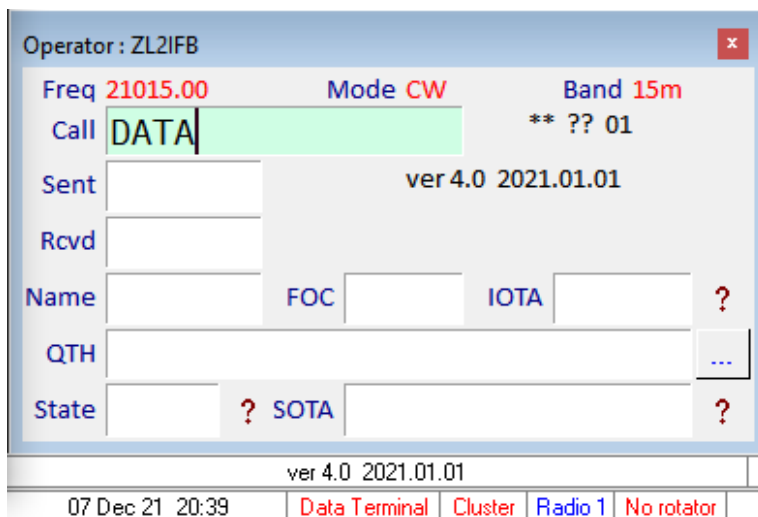 Operator : ZL2IFB x
Freq 21015.00 Mode CW Band 15m
Call DATA ** ?? 01
Sent ver 4.0 2021.01.01
Rcvd
Name FOC IOTA ?
QTH ...
State ? SOTA ?
ver 4.0 2021.01.01
07 Dec 21 20:39 Data Terminal Cluster Radio 1 No rotator